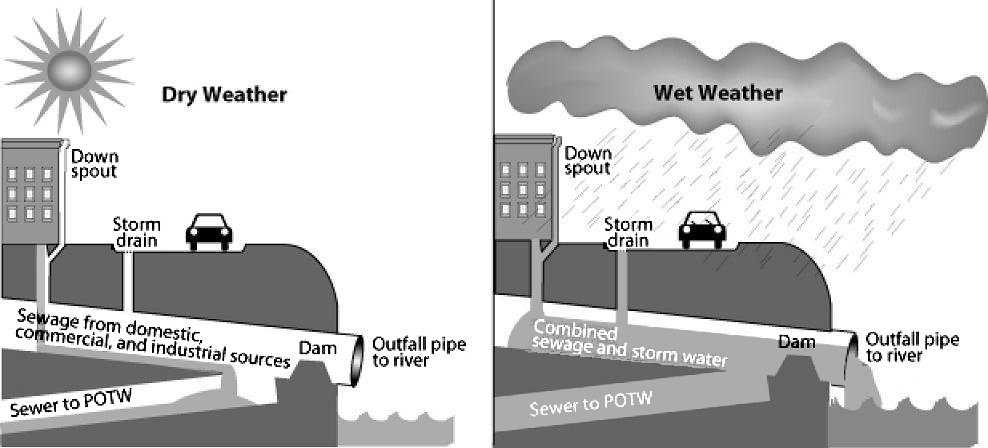 Dry Weather
Down
spout
Storm
drain
Sewage from domestic,
commercial, and industrial sources
Dam
Outfall pipe
to river
Sewer to POTW
Wet Weather
Down
spout
Storm
drain
Combined
sewage and storm water
Dam
Outfall pipe
to river
Sewer to POTW